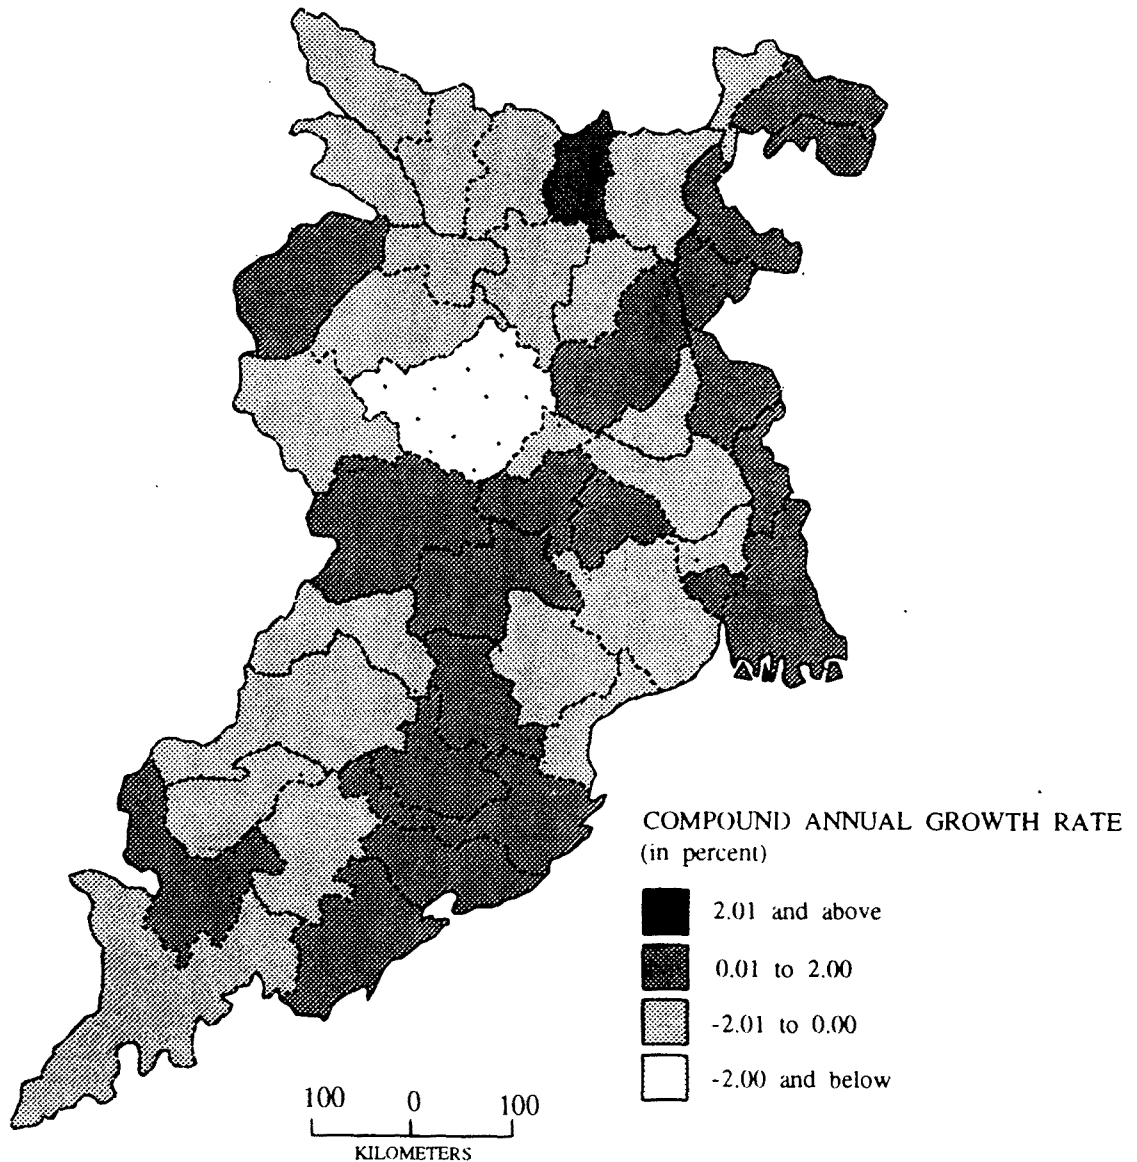 COMPOUND ANNUAL GROWTH RATE
(in percent)
2.01 and above
0.01 to 2.00
-2.01 to 0.00
-2.00 and below
100 0 100
KILOMETERS